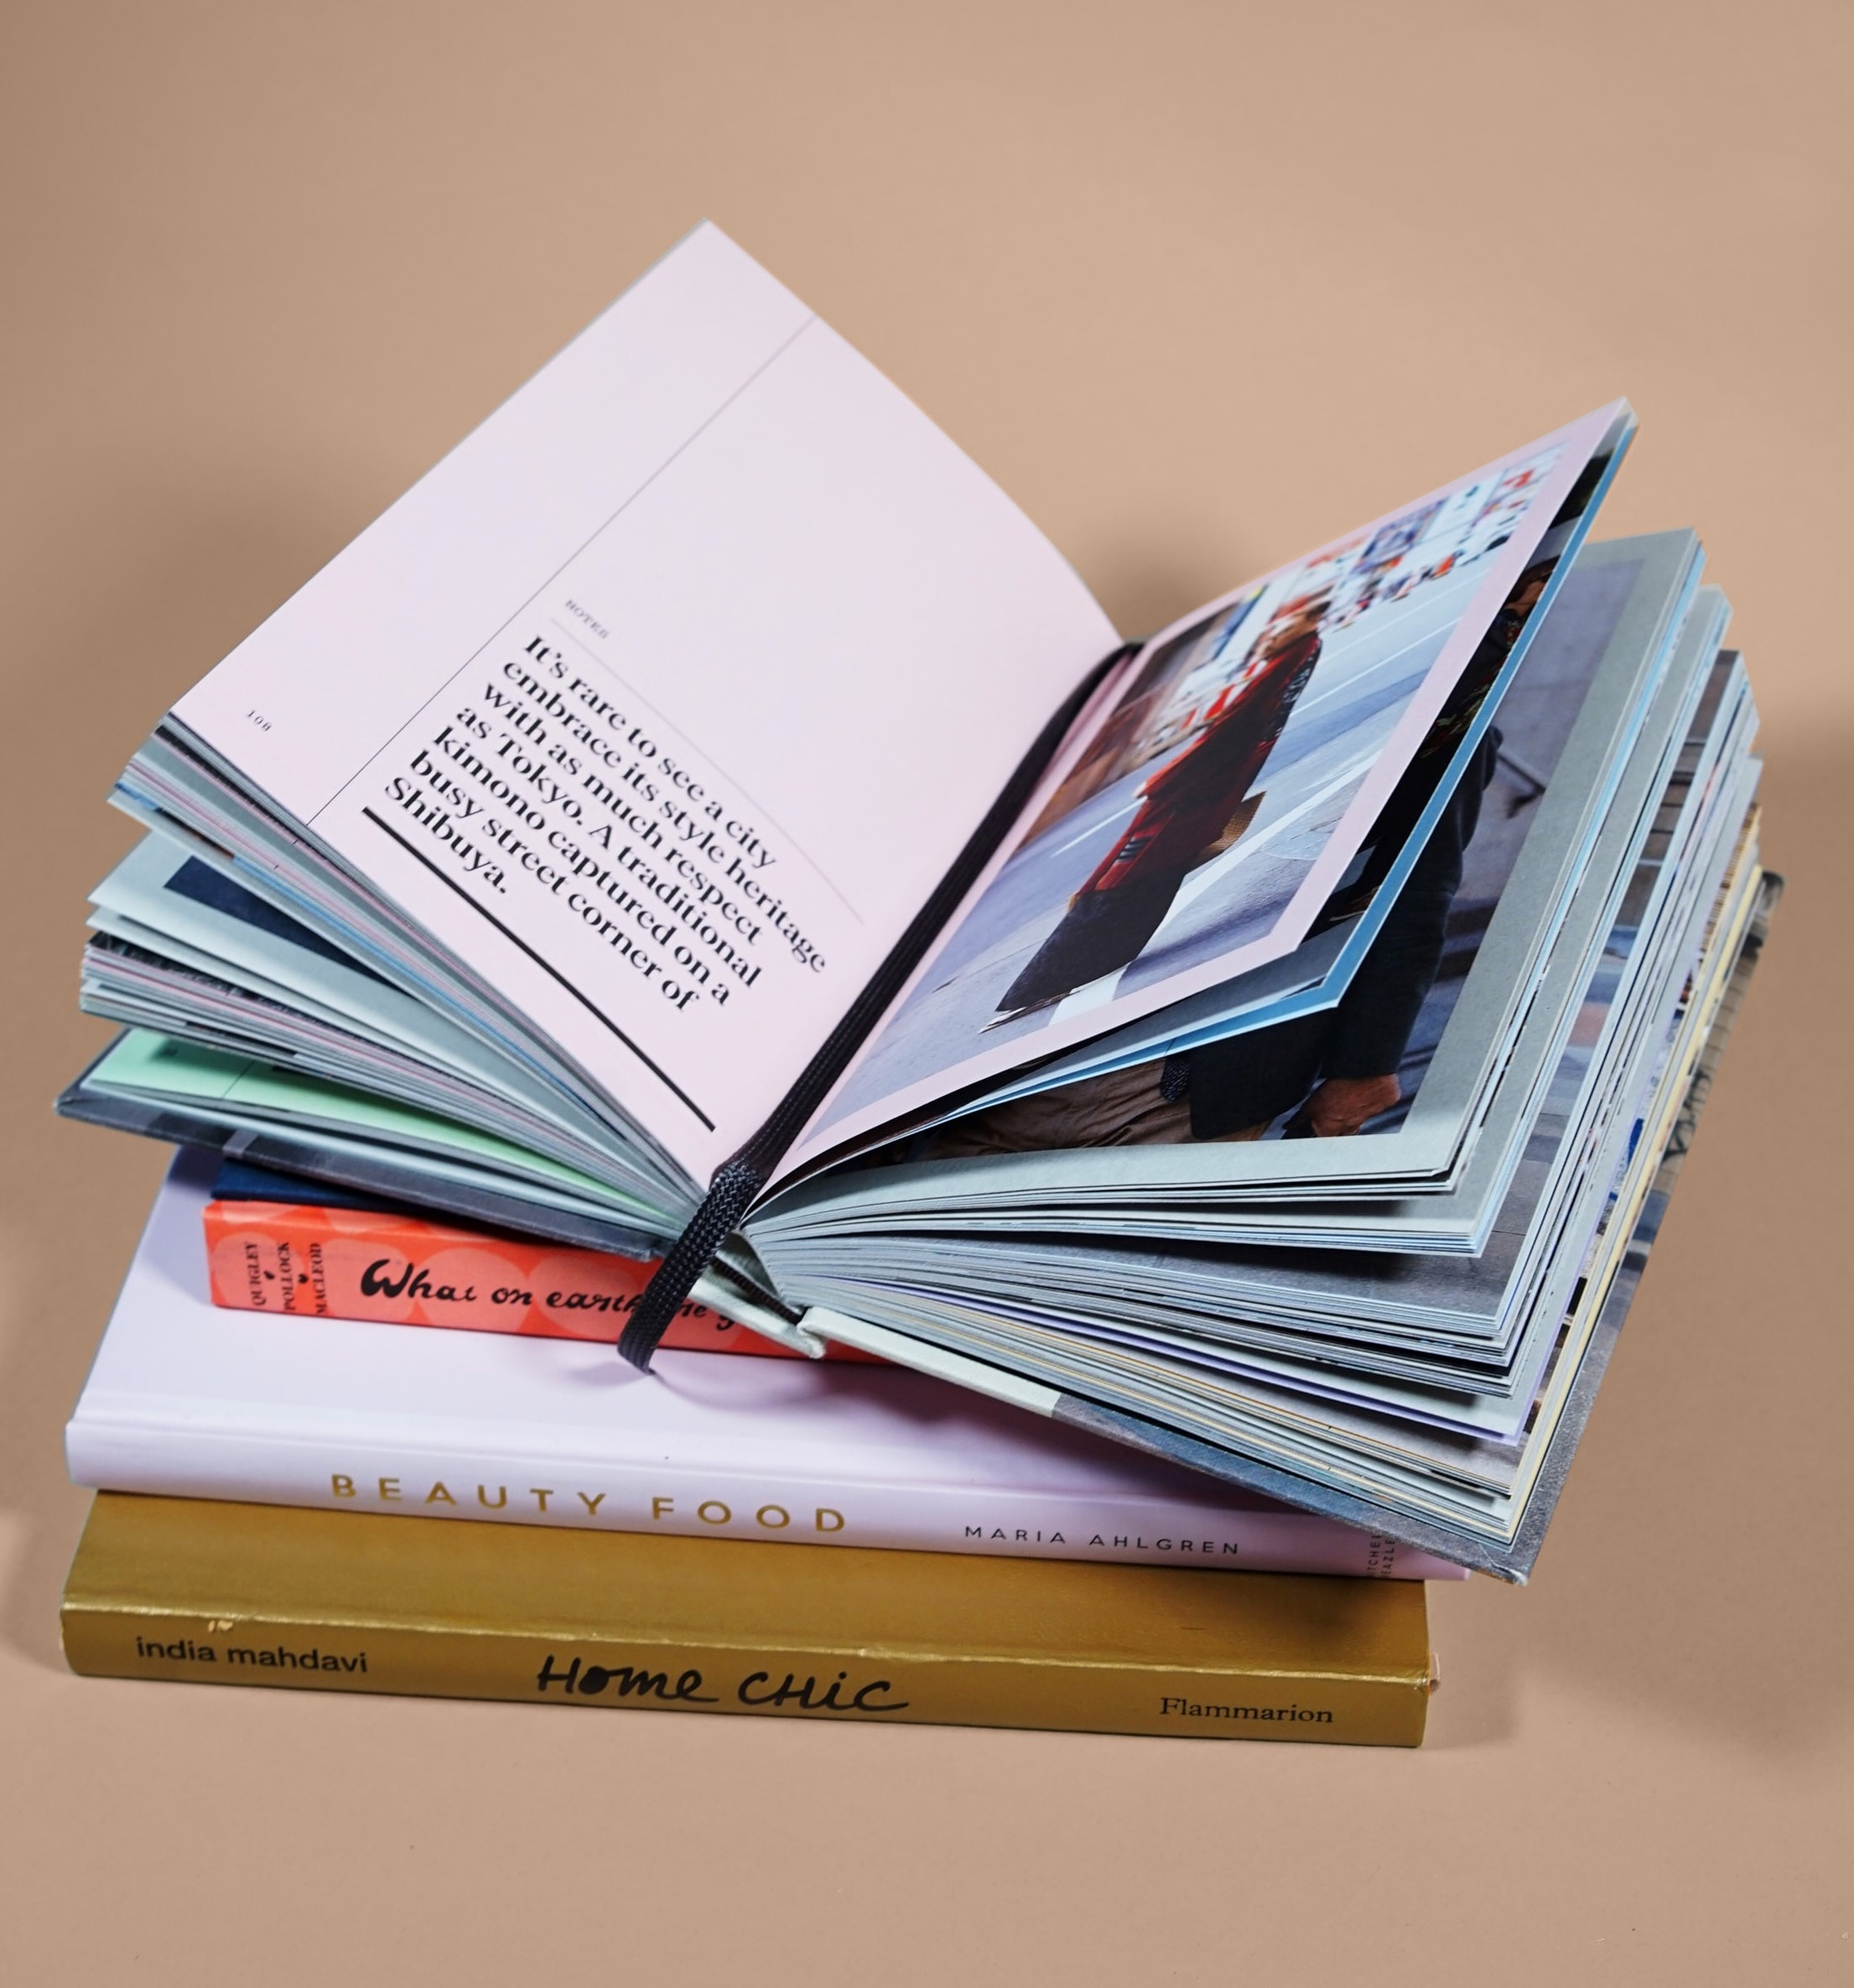 NOTES
It's rare to see a city
embrace its style heritage
with as much respect
as Tokyo. A traditional
kimono captured on a
busy street corner of
Shibuya.
QUIGLEY
POLLOCK
MACLEOD
What on earth
BEAUTY FOOD
MARIA AHLGREN
india mahdavi
Home CHiC
Flammarion